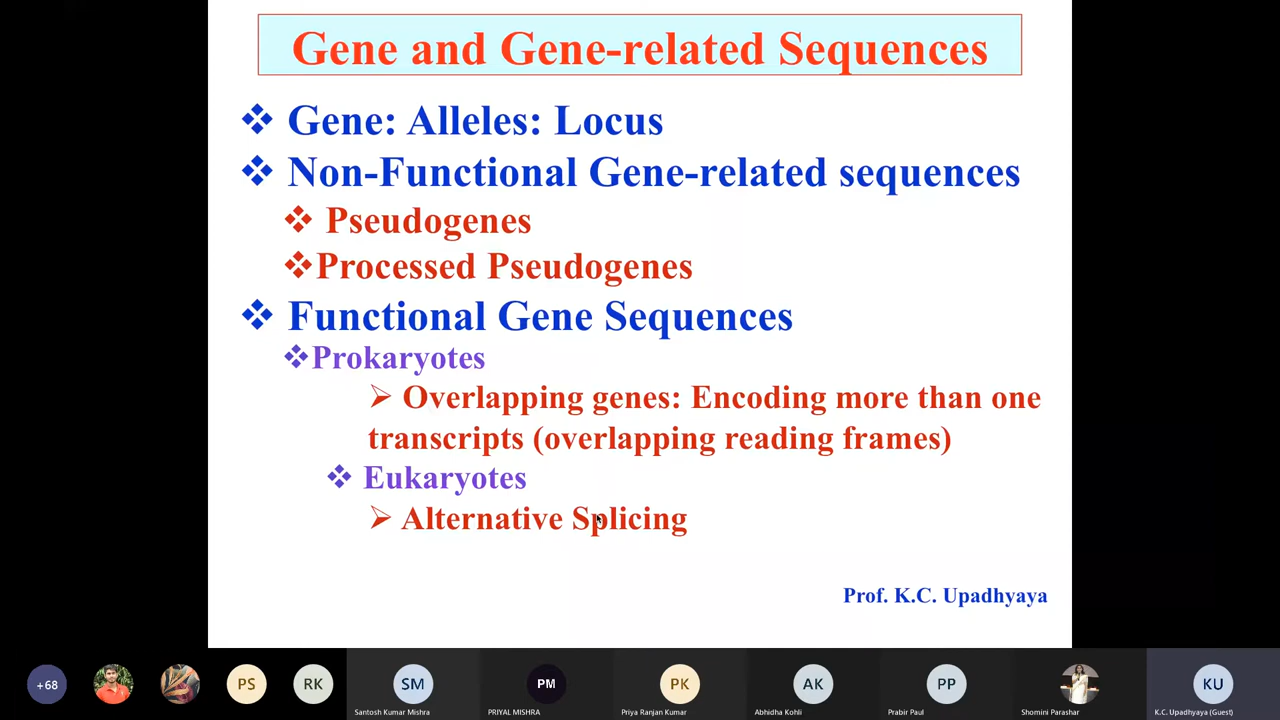 Gene and Gene-related Sequences
❖ Gene: Alleles: Locus
❖ Non-Functional Gene-related sequences
❖ Pseudogenes
❖Processed Pseudogenes
❖ Functional Gene Sequences
❖Prokaryotes
➢ Overlapping genes: Encoding more than one
transcripts (overlapping reading frames)
❖ Eukaryotes
➢ Alternative Splicing
Prof. K.C. Upadhyaya
+68
PS
RK
SM
PM
PK
AK
PP
KU
Santosh Kumar Mishra
PRIYAL MISHRA
Priya Ranjan Kumar
Abhidha Kohli
Prabir Paul
Shomini Parashar
K.C. Upadhyaya (Guest)